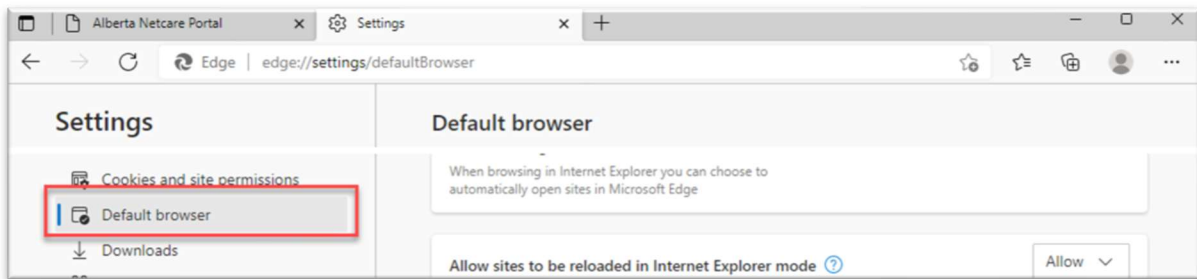 Alberta Netcare Portal
Settings
Edge | edge://settings/defaultBrowser
Settings
Default browser
Cookies and site permissions
When browsing in Internet Explorer you can choose to
automatically open sites in Microsoft Edge
Default browser
Downloads
Allow sites to be reloaded in Internet Explorer mode
Allow